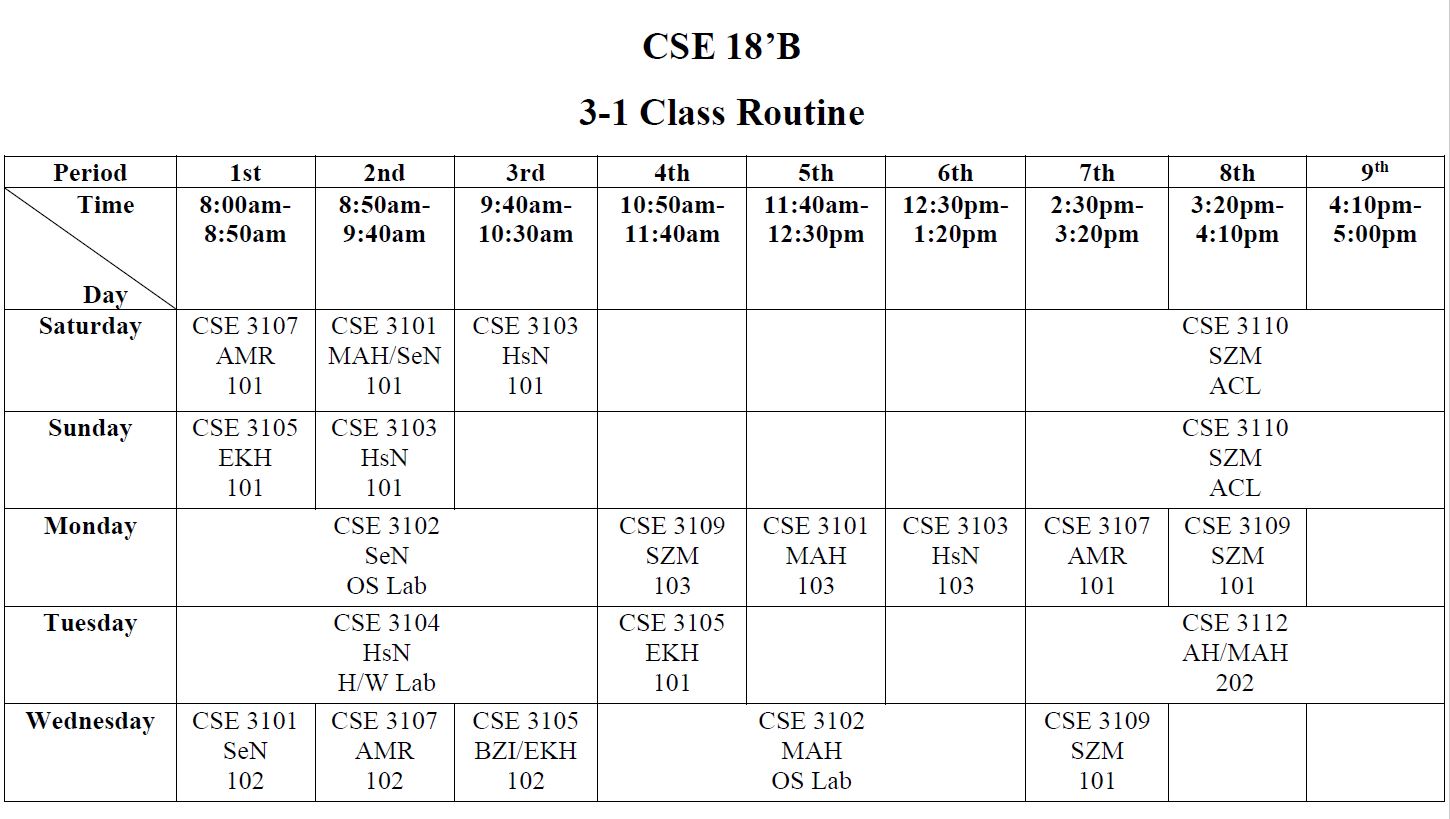 CSE 18’B
3-1 Class Routine
Period 1st 2nd 3rd 4th 5th 6th 7th 8th 9th
Time 8:00am- 8:50am- 9:40am- 10:50am- 11:40am- 12:30pm- 2:30pm- 3:20pm- 4:10pm-
8:50am 9:40am 10:30am 11:40am 12:30pm 1:20pm 3:20pm 4:10pm 5:00pm
Day
Saturday CSE 3107 CSE 3101 CSE 3103 CSE 3110
AMR MAH/SeN HsN SZM
101 101 101 ACL
Sunday CSE 3105 CSE 3103 CSE 3110
EKH HsN SZM
101 101 ACL
Monday CSE 3102 CSE 3109 CSE 3101 CSE 3103 CSE 3107 CSE 3109
SeN SZM MAH HsN AMR SZM
OS Lab 103 103 103 101 101
Tuesday CSE 3104 CSE 3105 CSE 3112
HsN EKH AH/MAH
H/W Lab 101 202
Wednesday CSE 3101 CSE 3107 CSE 3105 CSE 3102 CSE 3109
SeN AMR BZI/EKH MAH SZM
102 102 102 OS Lab 101